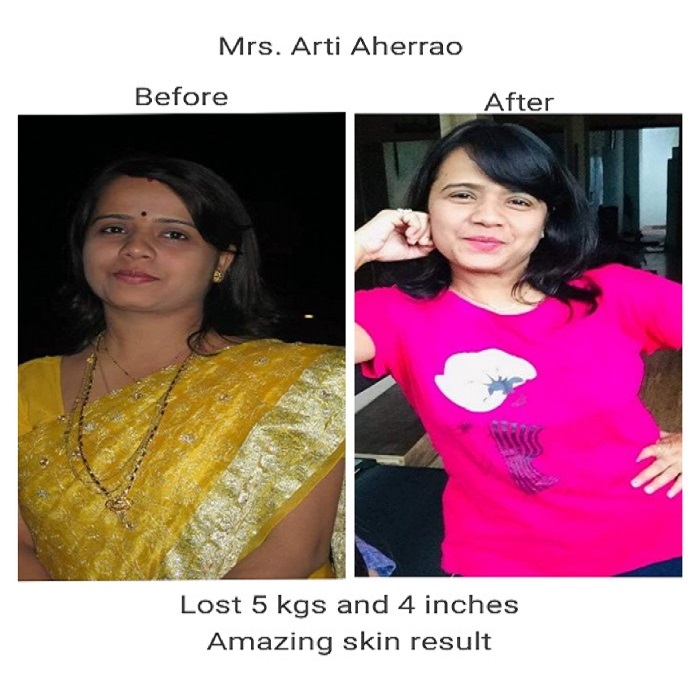 Mrs. Arti Aherrao
Before
After
Lost 5 kgs and 4 inches
Amazing skin result